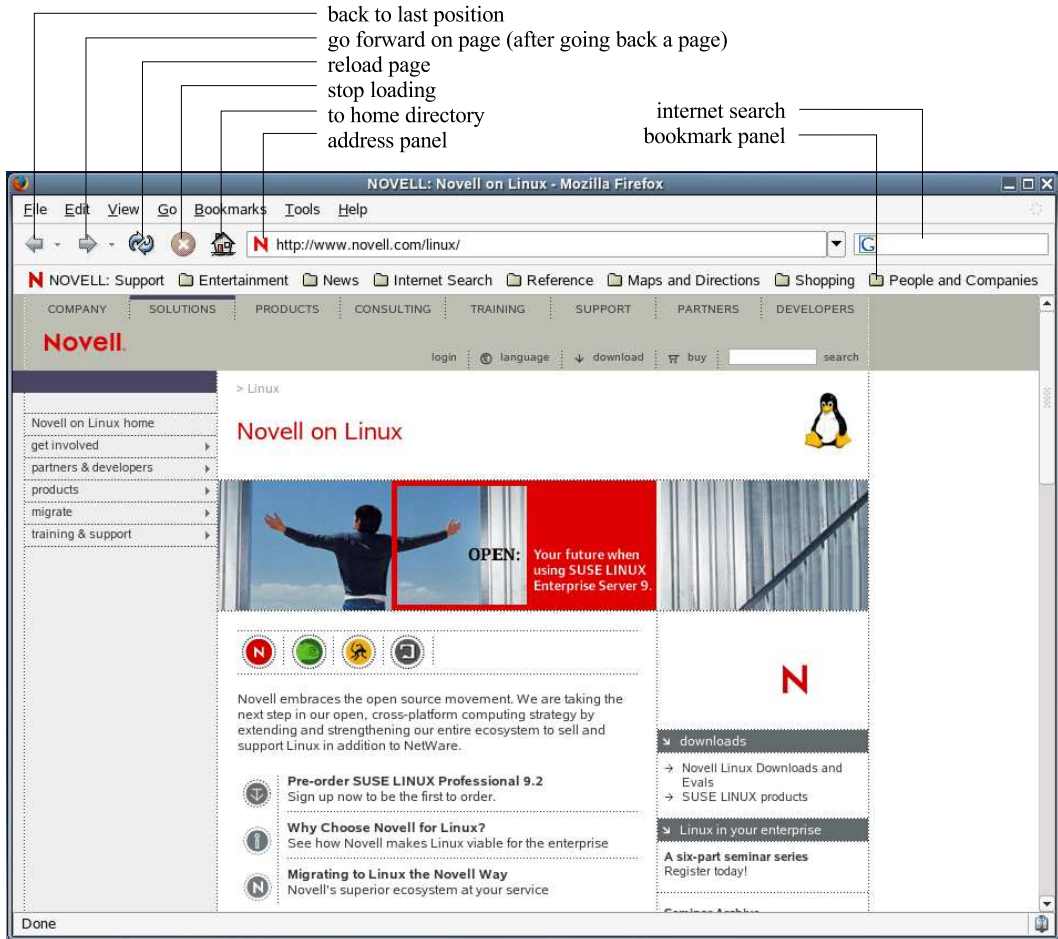 back to last position
go forward on page (after going back a page)
reload page
stop loading
to home directory
address panel
internet search
bookmark panel
NOVELL: Novell on Linux - Mozilla Firefox
File Edit View Go Bookmarks Tools Help
N http://www.novell.com/linux/ G
N NOVELL: Support Entertainment News Internet Search Reference Maps and Directions Shopping People and Companies
COMPANY SOLUTIONS PRODUCTS CONSULTING TRAINING SUPPORT PARTNERS DEVELOPERS
Novell.
login language download buy search
> Linux
Novell on Linux home
get involved
partners & developers
products
migrate
training & support
Novell on Linux
OPEN:
Your future when
using SUSE LINUX
Enterprise Server 9.
N
Novell embraces the open source movement. We are taking the
next step in our open, cross-platform computing strategy by
extending and strengthening our entire ecosystem to sell and
support Linux in addition to NetWare.
Pre-order SUSE LINUX Professional 9.2
Sign up now to be the first to order.
Why Choose Novell for Linux?
See how Novell makes Linux viable for the enterprise
N
Migrating to Linux the Novell Way
Novell's superior ecosystem at your service
N
downloads
→ Novell Linux Downloads and
Evals
→ SUSE LINUX products
Linux in your enterprise
A six-part seminar series
Register today!
Done